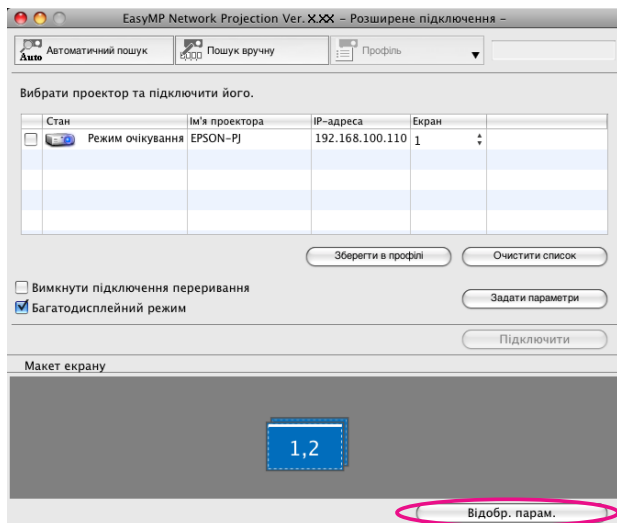 EasyMP Network Projection Ver. X.XX – Розширене підключення –
Auto Автоматичний пошук Пошук вручну Профіль
Вибрати проектор та підключити його.
Стан Ім'я проектора IP-адреса Екран
Режим очікування EPSON-PJ 192.168.100.110 1
Зберегти в профілі Очистити список
Вимкнути підключення переривання
Багатодисплейний режим
Задати параметри
Підключити
Макет екрану
1,2
Відобр. парам.